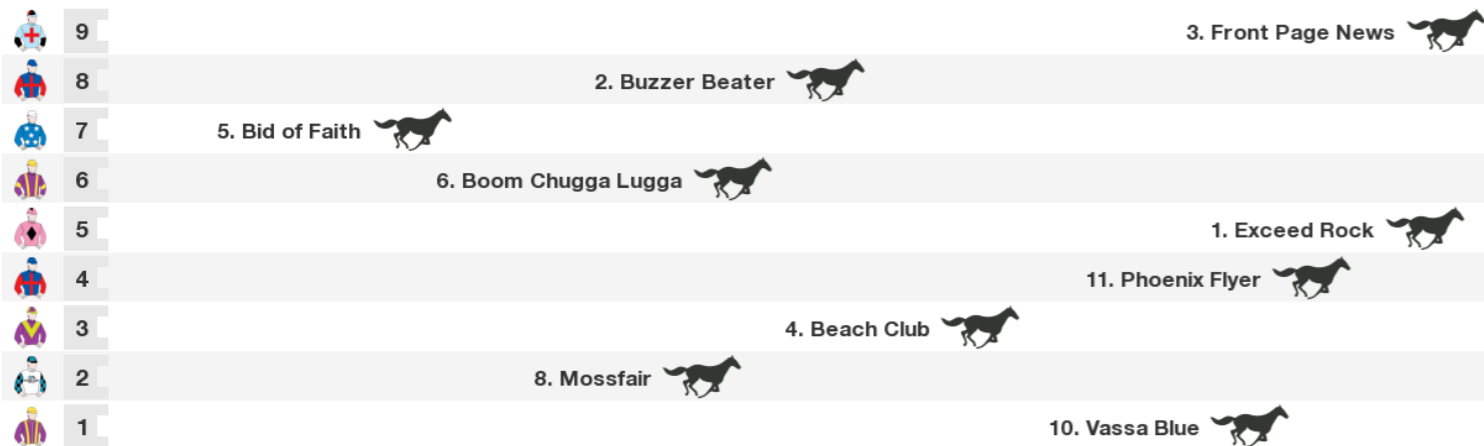 9 3. Front Page News
8 2. Buzzer Beater
7 5. Bid of Faith
6 6. Boom Chugga Lugga
5 1. Exceed Rock
4 11. Phoenix Flyer
3 4. Beach Club
2 8. Mossfair
1 10. Vassa Blue